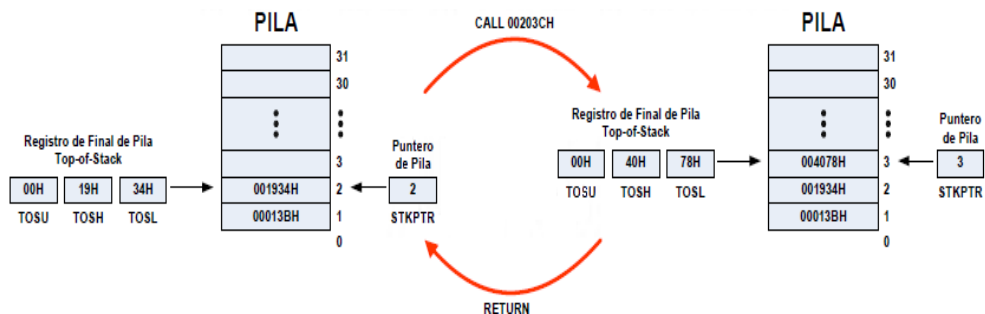 PILA
31
30
3
2
1
0
Registro de Final de Pila
Top-of-Stack
00H 19H 34H
TOSU TOSH TOSL
001934H
00013BH
Puntero
de Pila
2
STKPTR
CALL 00203CH
RETURN
PILA
31
30
3
2
1
0
Registro de Final de Pila
Top-of-Stack
00H 40H 78H
TOSU TOSH TOSL
004078H
001934H
00013BH
Puntero
de Pila
3
STKPTR